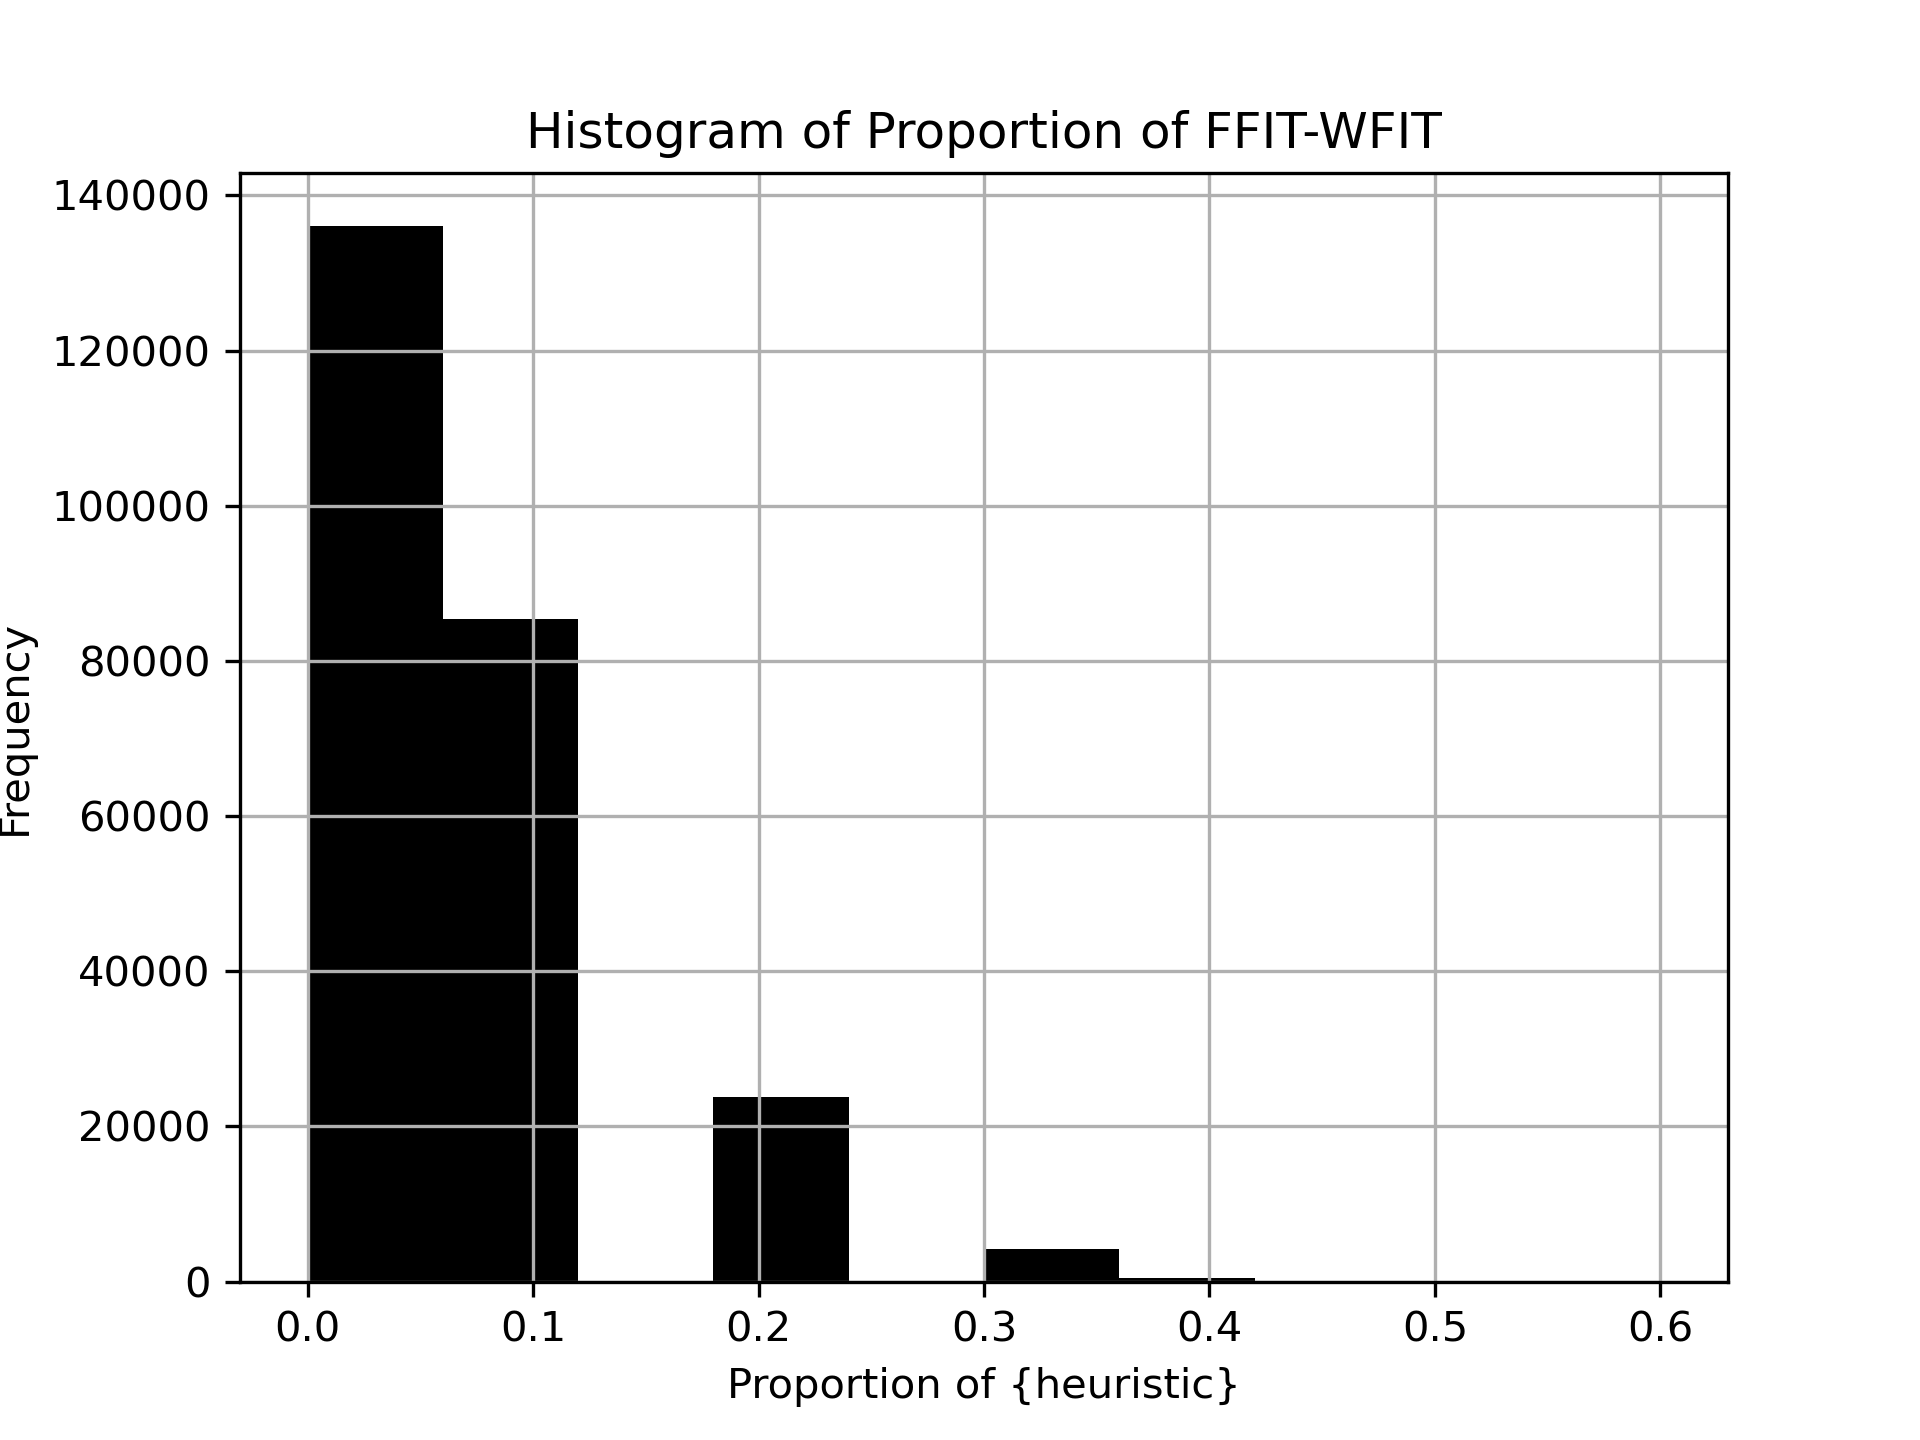 Histogram of Proportion of FFIT-WFIT
140000
120000
100000
80000
60000
40000
20000
0
Frequency
0.0 0.1 0.2 0.3 0.4 0.5 0.6
Proportion of {heuristic}